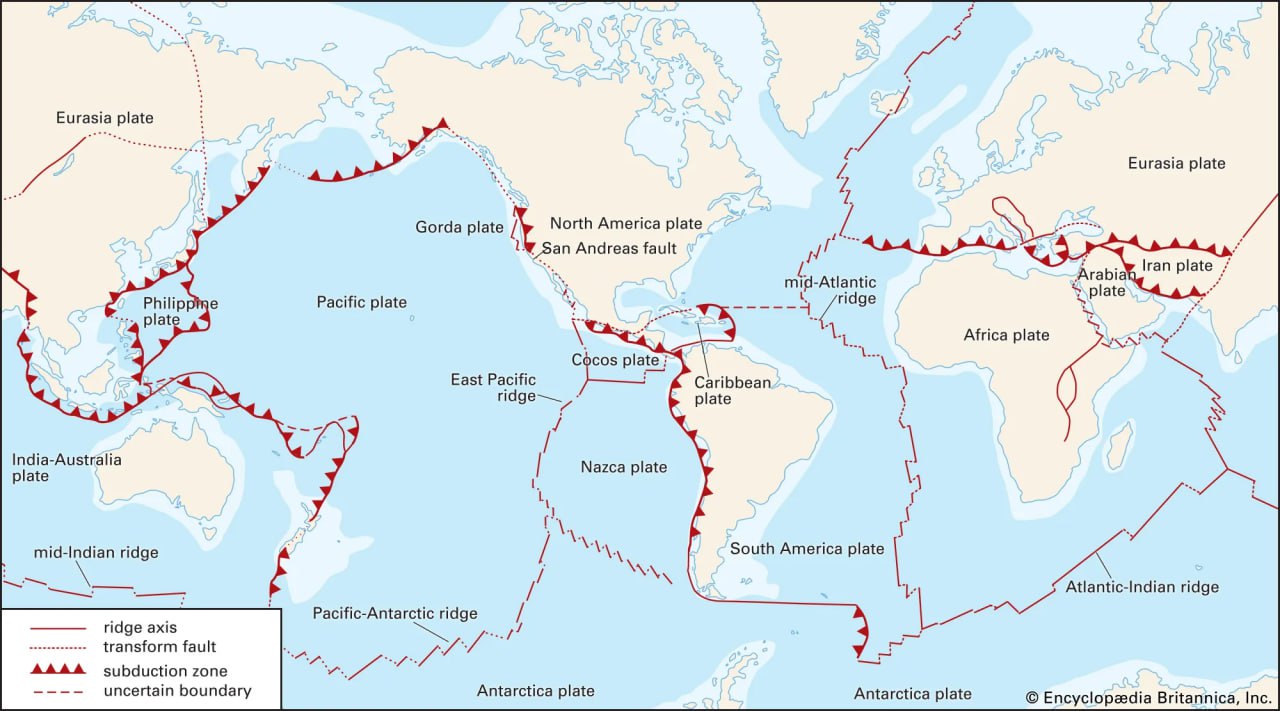 Eurasia plate
Eurasia plate
Gorda plate
North America plate
San Andreas fault
Philippine
plate
Pacific plate
mid-Atlantic
ridge
Arabian
plate
Iran plate
Africa plate
Cocos plate
East Pacific
ridge
Caribbean
plate
India-Australia
plate
Nazca plate
mid-Indian ridge
South America plate
Atlantic-Indian ridge
Pacific-Antarctic ridge
ridge axis
transform fault
subduction zone
uncertain boundary
Antarctica plate
Antarctica plate
© Encyclopædia Britannica, Inc.